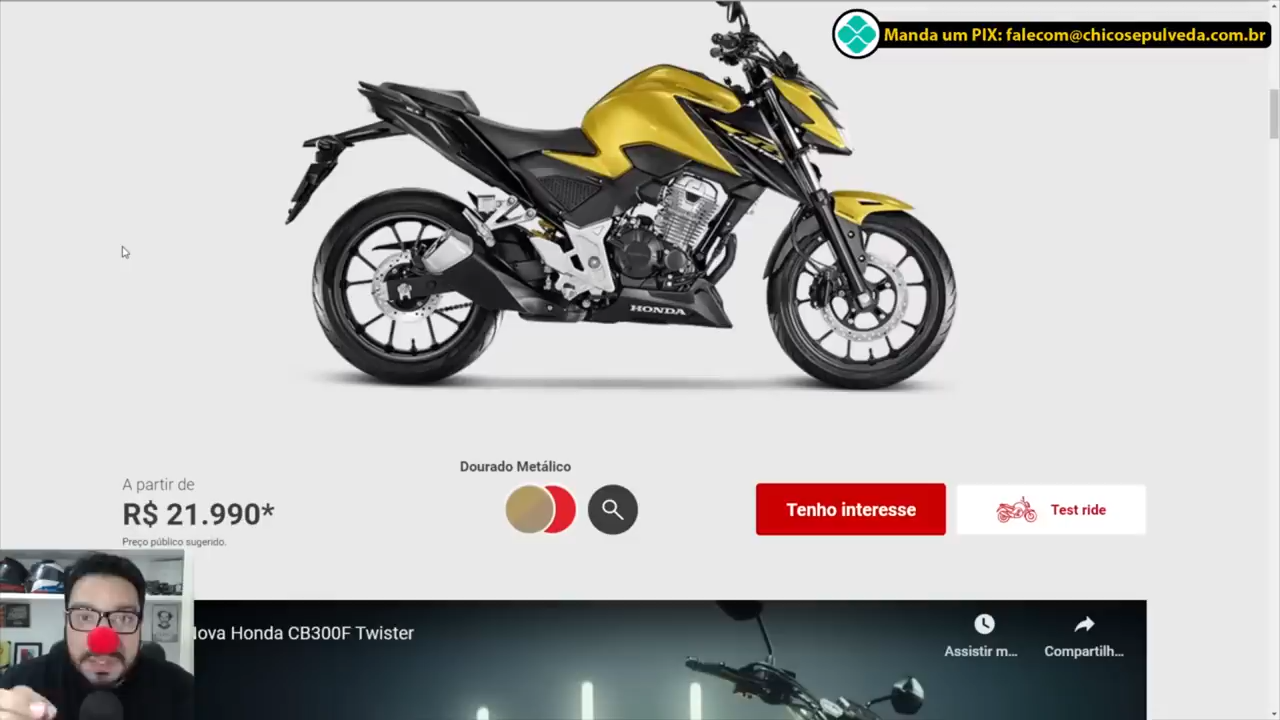 Manda um PIX: falecom@chicosepulveda.com.br
HONDA
Dourado Metálico
A partir de
R$ 21.990*
Preço público sugerido.
Tenho interesse
Test ride
Nova Honda CB300F Twister
Assistir m...
Compartilh...